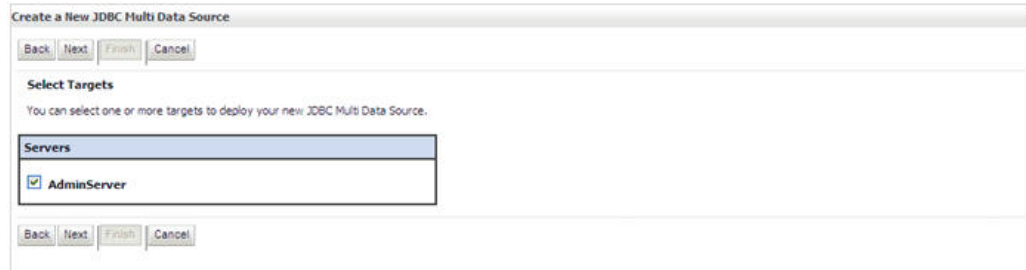 Create a New JDBC Multi Data Source
Back Next Finish Cancel
Select Targets
You can select one or more targets to deploy your new JDBC Multi Data Source.
Servers
AdminServer
Back Next Finish Cancel